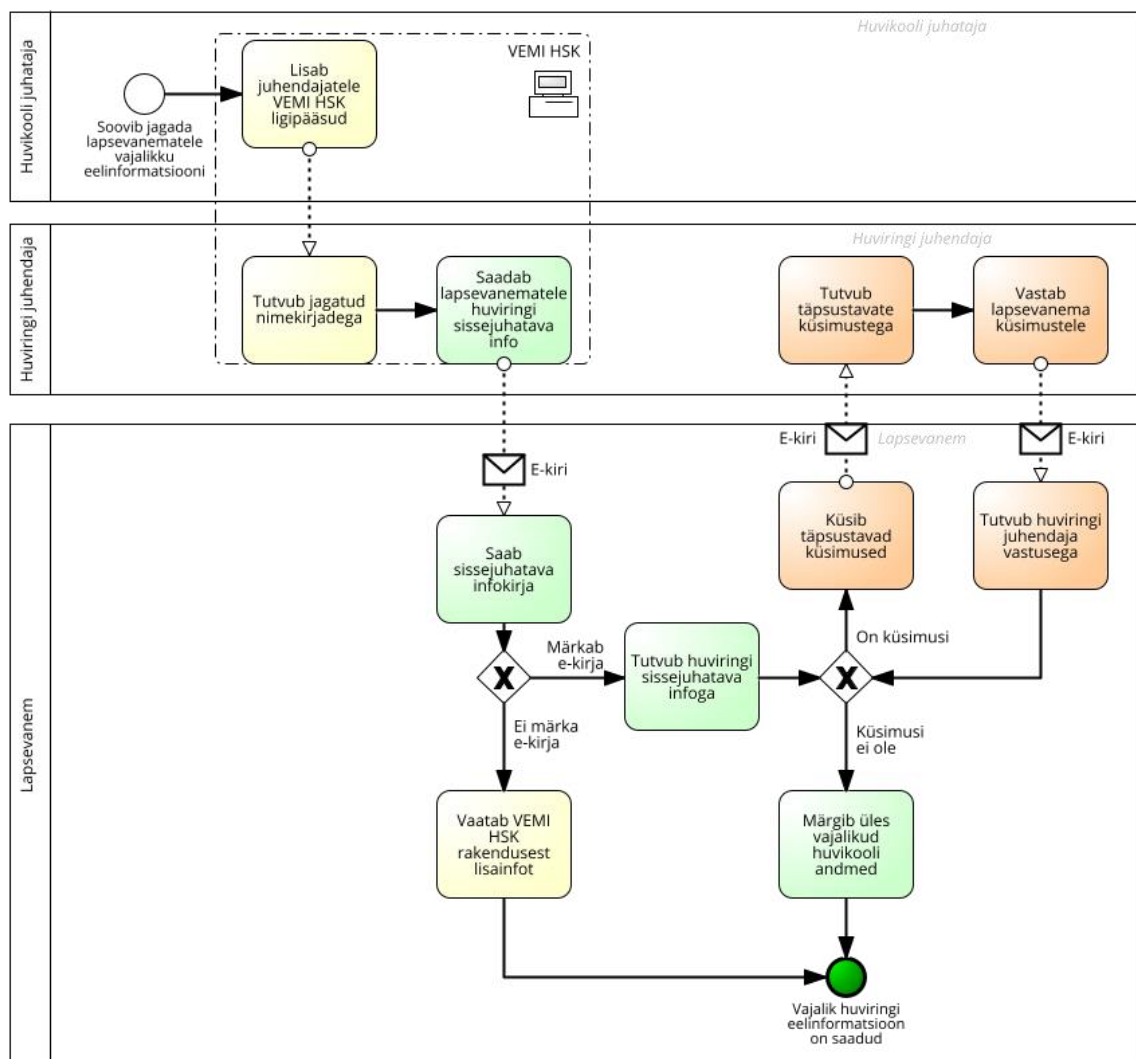 Huvikooli juhataja
Huvikooli juhataja
VEMI HSK
Lisab
juhendajatele
VEMI HSK
ligipääsud
Soovib jagada
lapsevanematele
vajalikku
eelinformatsiooni
Huviringi juhendaja
Huviringi juhendaja
Tutvub jagatud
nimekirjadega
Saadab
lapsevanematele
huviringi
sissejuhatava
info
Tutvub
täpsustavate
küsimustega
Vastab
lapsevanema
küsimustele
Lapsevanem
Lapsevanem
E-kiri
E-kiri
E-kiri
Saab
sissejuhatava
infokirja
Küsib
täpsustavad
küsimused
Tutvub huviringi
juhendaja
vastusega
Märkab
e-kirja
X
Tutvub huviringi
sissejuhatava
infoga
On küsimusi
X
Ei märka
e-kirja
Küsimusi
ei ole
Vaatab VEMI
HSK
rakendusest
lisainfot
Märgib üles
vajalikud
huvikooli
andmed
Vajalik huviringi
eelinformatsioon
on saadud